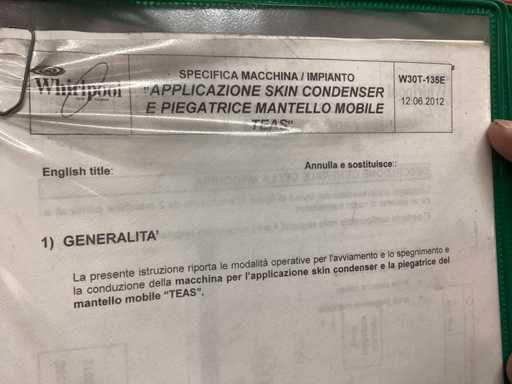 Whirlpool
SPECIFICA MACCHINA / IMPIANTO
"APPLICAZIONE SKIN CONDENSER
E PIEGATRICE MANTELLO MOBILE
TEAS"
W30T-135E
12.06.2012
English title:
Annulla e sostituisce::
1) GENERALITA'
La presente istruzione riporta le modalità operative per l'avviamento e lo spegnimento e
la conduzione della macchina per l'applicazione skin condenser e la piegatrice del
mantello mobile "TEAS".